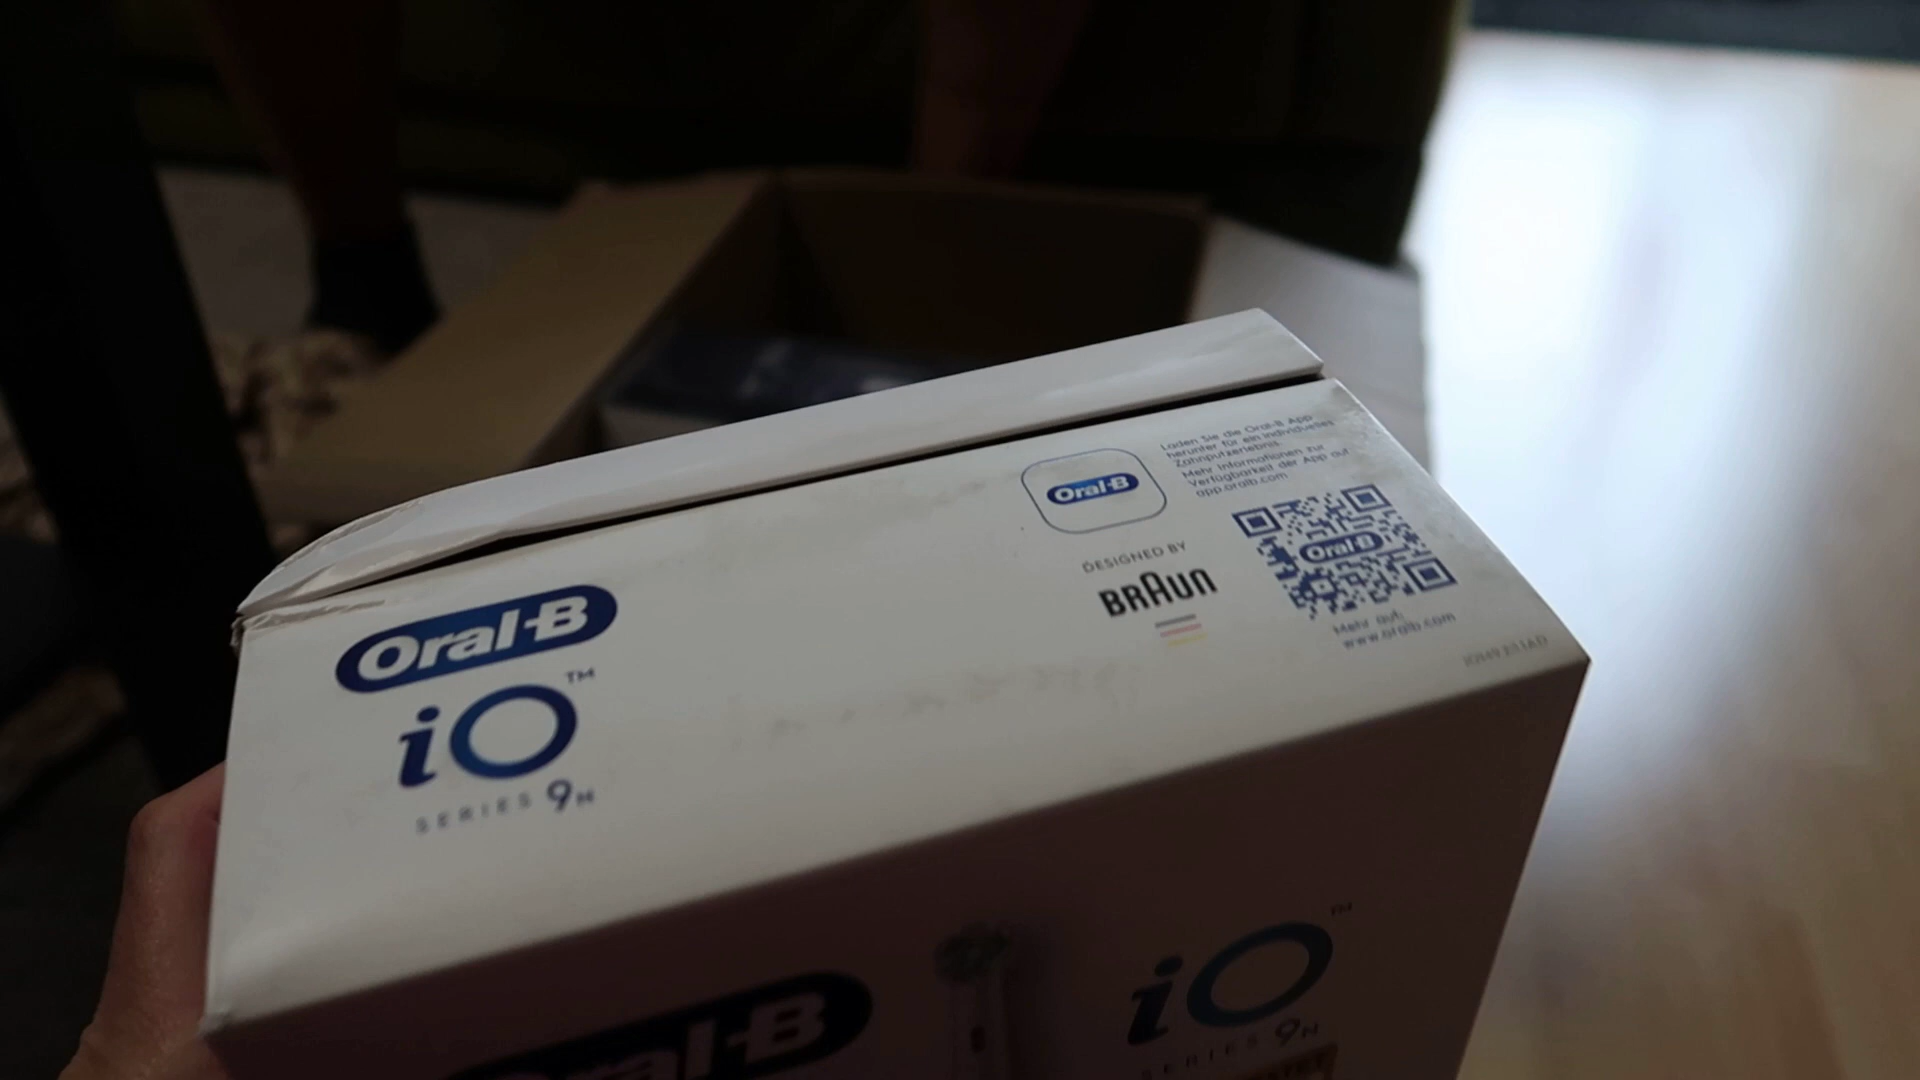 Laden Sie die Oral-B App
herunter für ein individuelles
Zahnputzerlebnis.
Mehr Informationen zur
Verfügbarkeit der App auf
app.oralb.com
Oral-B
Oral-B
DESIGNED BY
BRAUN
Mehr auf:
www.oralb.com
Oral-B
iO™
SERIES 9N
Oral-B
iO™
SERIES 9N